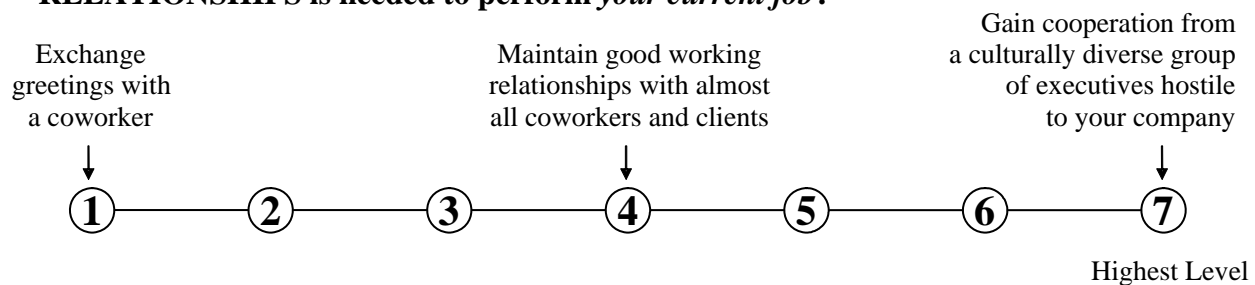 RELATIONSHIPS is needed to perform your current job?
Exchange
greetings with
a coworker
Maintain good working
relationships with almost
all coworkers and clients
Gain cooperation from
a culturally diverse group
of executives hostile
to your company
1 2 3 4 5 6 7
Highest Level